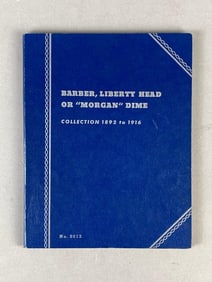 BARBER, LIBERTY HEAD
OR "MORGAN" DIME
COLLECTION 1892 to 1916
No. 9013